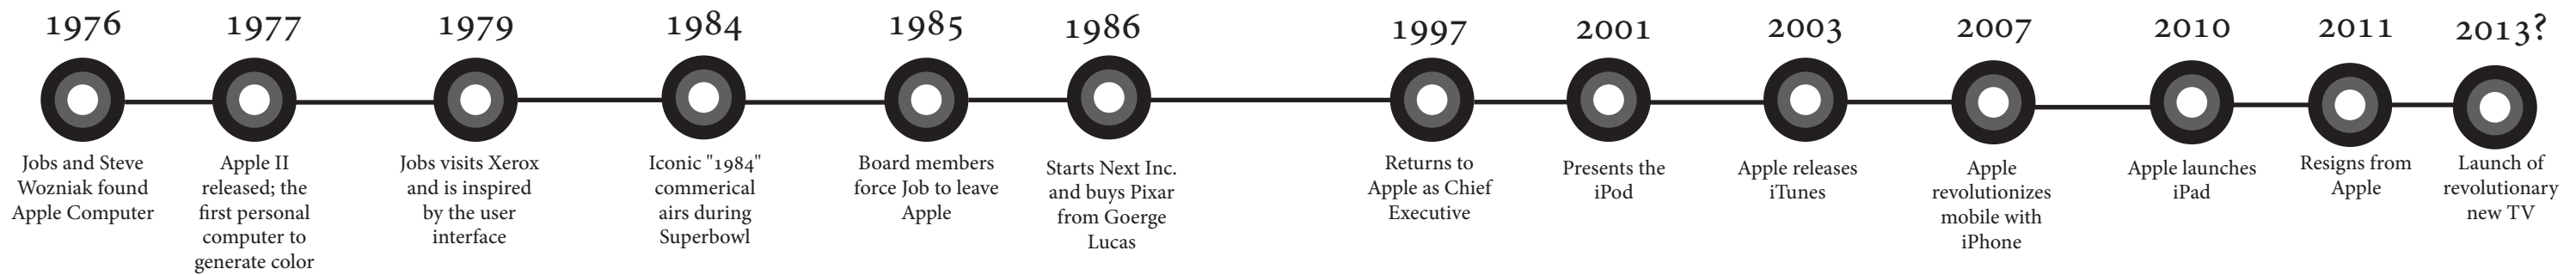 1976
Jobs and Steve
Wozniak found
Apple Computer
1977
Apple II
released; the
first personal
computer to
generate color
1979
Jobs visits Xerox
and is inspired
by the user
interface
1984
Iconic "1984"
commerical
airs during
Superbowl
1985
Board members
force Job to leave
Apple
1986
Starts Next Inc.
and buys Pixar
from Goerge
Lucas
1997
Returns to
Apple as Chief
Executive
2001
Presents the
iPod
2003
Apple releases
iTunes
2007
Apple
revolutionizes
mobile with
iPhone
2010
Apple launches
iPad
2011
Resigns from
Apple
2013?
Launch of
revolutionary
new TV